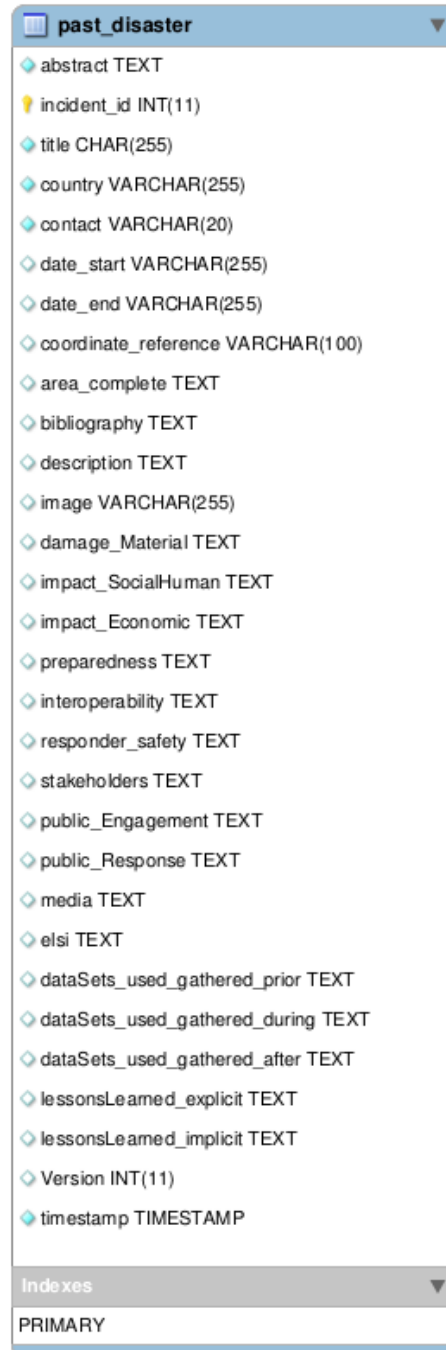 past_disaster
abstract TEXT
incident_id INT(11)
title CHAR(255)
country VARCHAR(255)
contact VARCHAR(20)
date_start VARCHAR(255)
date_end VARCHAR(255)
coordinate_reference VARCHAR(100)
area_complete TEXT
bibliography TEXT
description TEXT
image VARCHAR(255)
damage_Material TEXT
impact_SocialHuman TEXT
impact_Economic TEXT
preparedness TEXT
interoperability TEXT
responder_safety TEXT
stakeholders TEXT
public_Engagement TEXT
public_Response TEXT
media TEXT
elsi TEXT
dataSets_used_gathered_prior TEXT
dataSets_used_gathered_during TEXT
dataSets_used_gathered_after TEXT
lessonsLearned_explicit TEXT
lessonsLearned_implicit TEXT
Version INT(11)
timestamp TIMESTAMP
Indexes
PRIMARY